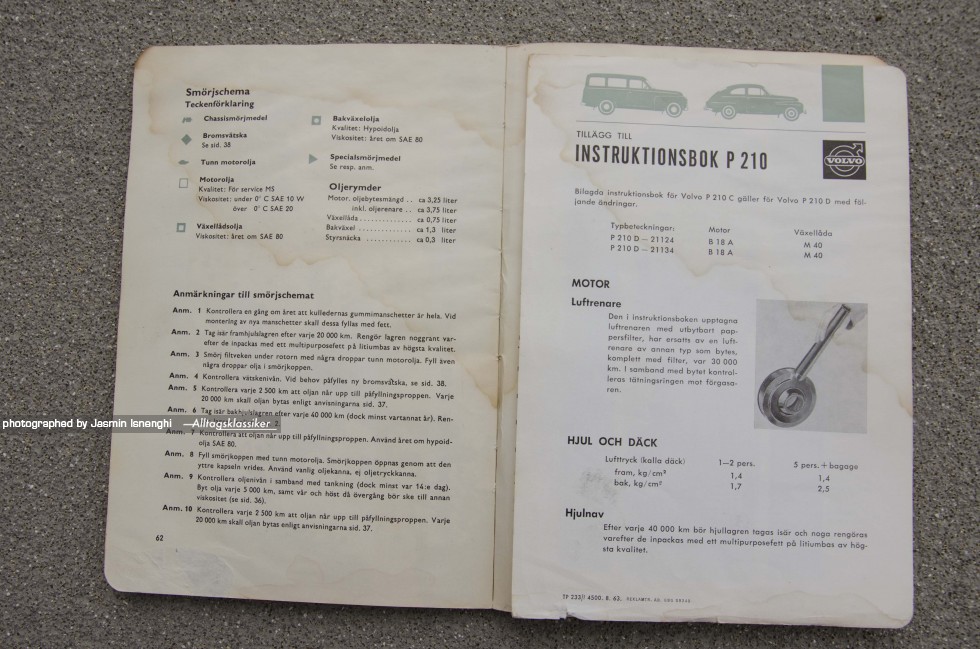 Smörjschema
Teckenförklaring
Chassismörjmedel
Bromsvätska
Se sid. 38
Tunn motorolja
Motorolja
Kvalitet: För service MS
Viskositet: under 0° C SAE 10 W
över 0° C SAE 20
Växellådsolja
Viskositet: året om SAE 80
Bakväxelolja
Kvalitet: Hypoidolja
Viskositet: året om SAE 80
Specialsmörjmedel
Se resp. anm.
Oljerymder
Motor, oljebytesmängd .. ca 3,25 liter
inkl. oljerenare .. ca 3,75 liter
Växellåda ............. ca 0,75 liter
Bakväxel .............. ca 1,3 liter
Styrsnäcka ............ ca 0,3 liter
Anmärkningar till smörjschemat
Anm. 1 Kontrollera en gång om året att kulledernas gummimanschetter är hela. Vid
montering av nya manschetter skall dessa fyllas med fett.
Anm. 2 Tag isär framhjulslagren efter varje 20 000 km. Rengör lagren noggrant var-
efter de inpackas med ett multipurposefett på litiumbas av högsta kvalitet.
Anm. 3 Smörj filtveken under rotorn med några droppar tunn motorolja. Fyll även
några droppar olja i smörjkoppen.
Anm. 4 Kontrollera vätskenivån. Vid behov påfylles ny bromsvätska, se sid. 38.
Anm. 5 Kontrollera varje 2 500 km att oljan når upp till påfyllningsproppen. Varje
20 000 km skall oljan bytas enligt anvisningarna sid. 37.
Anm. 6 Tag isär bakhjulslagren efter varje 40 000 km (dock minst vartannat år). Ren-
2.
photographed by Jasmin Isnenghi —Alltagsklassiker
Anm. 7 Kontrollera att oljan når upp till påfyllningsproppen. Använd året om hypoid-
olja SAE 80.
Anm. 8 Fyll smörjkoppen med tunn motorolja. Smörjkoppen öppnas genom att den
yttre kapseln vrides. Använd vanlig oljekanna, ej oljetryckkanna.
Anm. 9 Kontrollera oljenivån i samband med tankning (dock minst var 14:e dag).
Byt olja varje 5 000 km, samt vår och höst då övergång bör ske till annan
viskositet (se sid. 36).
Anm. 10 Kontrollera varje 2 500 km att oljan når upp till påfyllningsproppen. Varje
20 000 km skall oljan bytas enligt anvisningarna sid. 37.
62
TILLÄGG TILL
INSTRUKTIONSBOK P 210
VOLVO
Bilagda instruktionsbok för Volvo P 210 C gäller för Volvo P 210 D med föl-
jande ändringar.
Typbeteckningar: Motor Växellåda
P 210 D — 21124 B 18 A M 40
P 210 D — 21134 B 18 A M 40
MOTOR
Luftrenare
Den i instruktionsboken upptagna
luftrenaren med utbytbart pap-
persfilter, har ersatts av en luft-
renare av annan typ som bytes,
komplett med filter, var 30 000
km. I samband med bytet kontrol-
leras tätningsringen mot förgasa-
ren.
HJUL OCH DÄCK
Lufttryck (kalla däck) 1—2 pers. 5 pers. + bagage
fram, kg/cm² 1,4 1,4
bak, kg/cm² 1,7 2,5
Hjulnav
Efter varje 40 000 km bör hjullagren tagas isär och noga rengöras
varefter de inpackas med ett multipurposefett på litiumbas av hög-
sta kvalitet.
TP 233/1 4500. 8. 63.